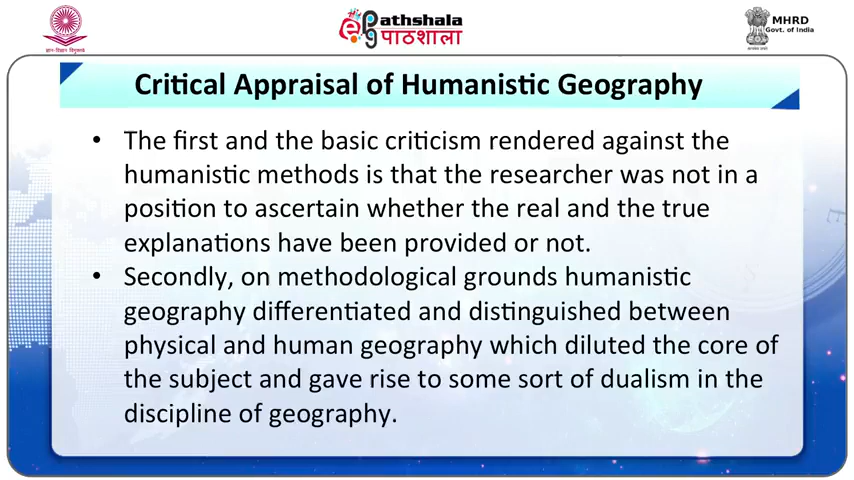 ePathshala
पाठशाला
ज्ञान-विज्ञान विमुक्तये
MHRD
Govt. of India
Critical Appraisal of Humanistic Geography
• The first and the basic criticism rendered against the
humanistic methods is that the researcher was not in a
position to ascertain whether the real and the true
explanations have been provided or not.
• Secondly, on methodological grounds humanistic
geography differentiated and distinguished between
physical and human geography which diluted the core of
the subject and gave rise to some sort of dualism in the
discipline of geography.